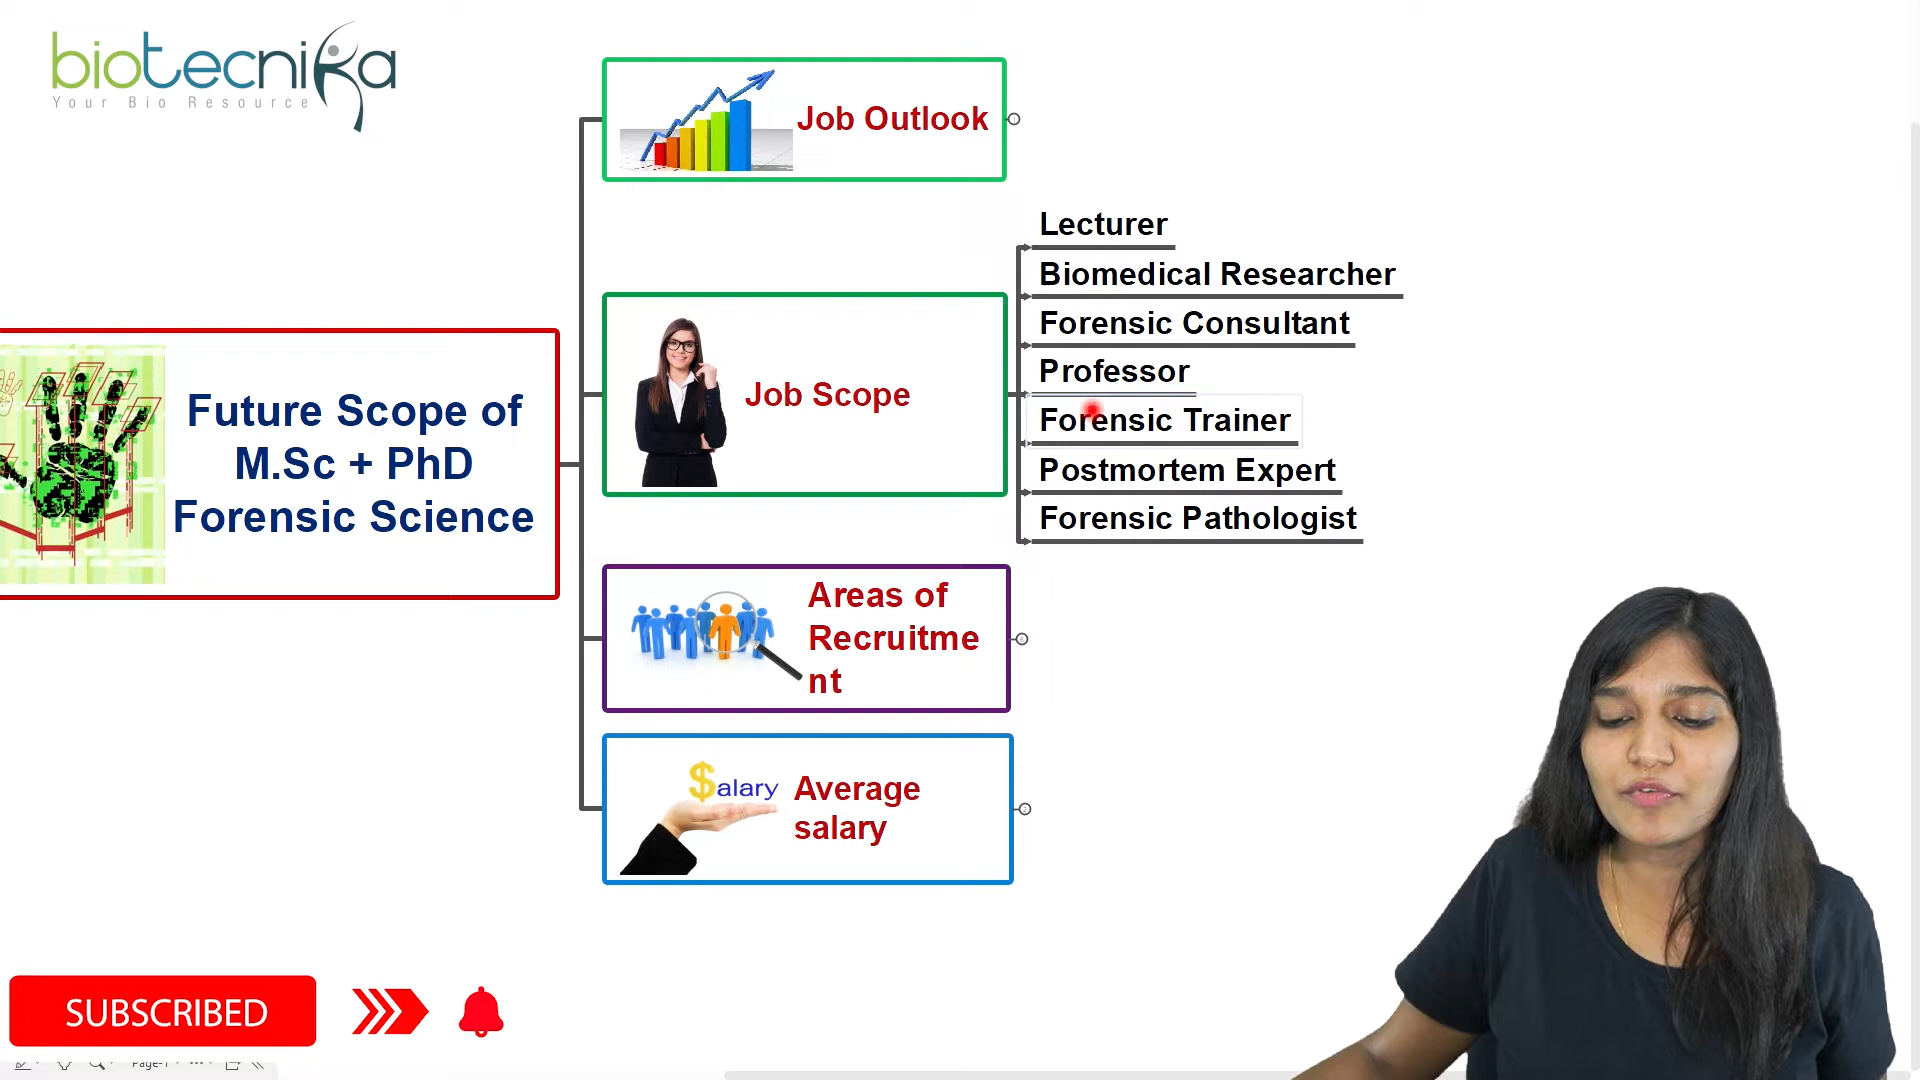 biotecnika
Your Bio Resource
Job Outlook
Lecturer
Biomedical Researcher
Forensic Consultant
Professor
Forensic Trainer
Postmortem Expert
Forensic Pathologist
Job Scope
Future Scope of
M.Sc + PhD
Forensic Science
Areas of
Recruitme
nt
$alary
Average
salary
SUBSCRIBED